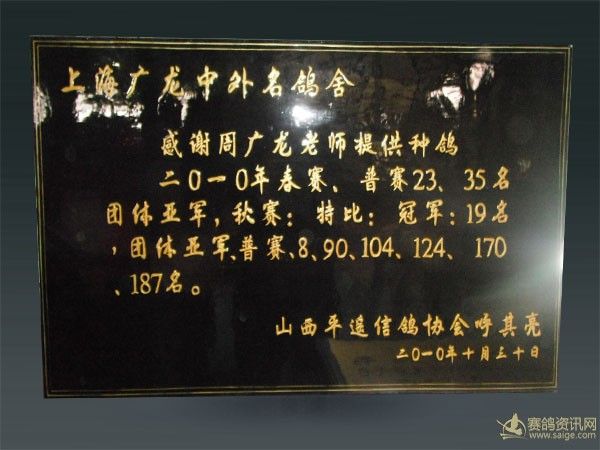 上海广龙中外名鸽舍
感谢周广龙老师提供种鸽
二〇一〇年春赛、普赛23、35名
团体亚军，秋赛：特比：冠军：19名
，团体亚军、普赛、8、90、104、124、170
、187名。
山西平遥信鸽协会呼其亮
二〇一〇年十月三十日
赛鸽资讯网
www.saige.com